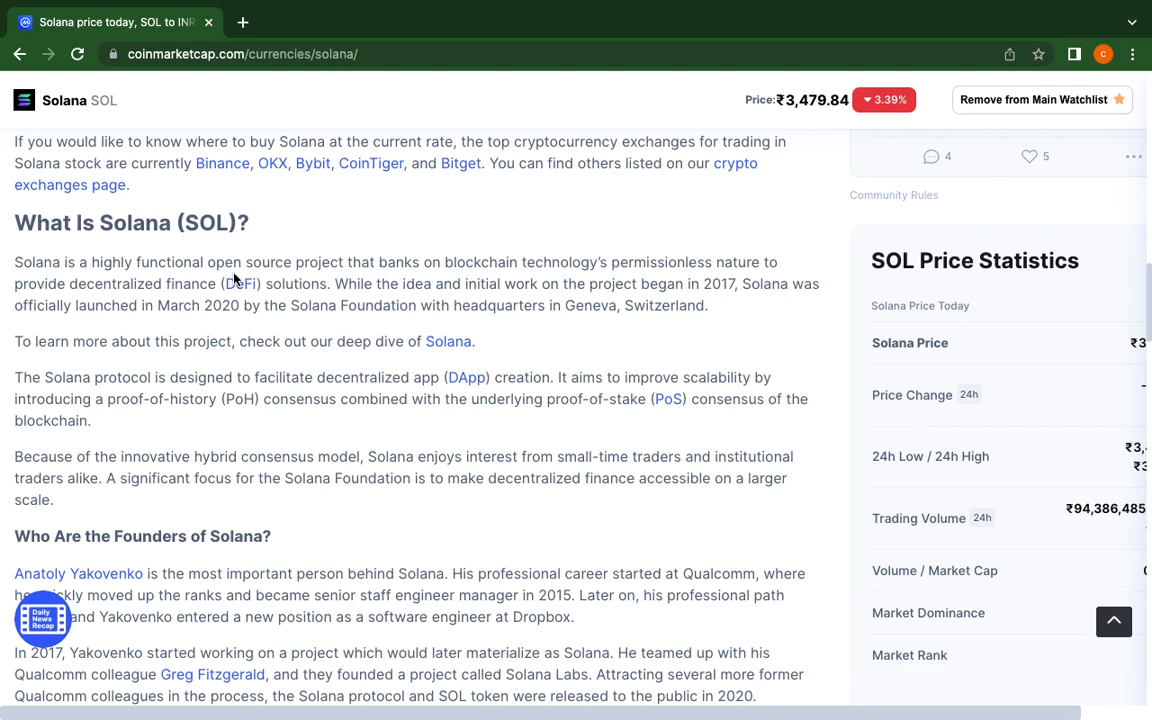 Solana price today, SOL to INR
coinmarketcap.com/currencies/solana/
C
Solana SOL
Price:₹3,479.84
3.39%
Remove from Main Watchlist
If you would like to know where to buy Solana at the current rate, the top cryptocurrency exchanges for trading in
Solana stock are currently Binance, OKX, Bybit, CoinTiger, and Bitget. You can find others listed on our crypto
exchanges page.
What Is Solana (SOL)?
Solana is a highly functional open source project that banks on blockchain technology's permissionless nature to
provide decentralized finance (DeFi) solutions. While the idea and initial work on the project began in 2017, Solana was
officially launched in March 2020 by the Solana Foundation with headquarters in Geneva, Switzerland.
To learn more about this project, check out our deep dive of Solana.
The Solana protocol is designed to facilitate decentralized app (DApp) creation. It aims to improve scalability by
introducing a proof-of-history (PoH) consensus combined with the underlying proof-of-stake (PoS) consensus of the
blockchain.
Because of the innovative hybrid consensus model, Solana enjoys interest from small-time traders and institutional
traders alike. A significant focus for the Solana Foundation is to make decentralized finance accessible on a larger
scale.
Who Are the Founders of Solana?
Anatoly Yakovenko is the most important person behind Solana. His professional career started at Qualcomm, where
he quickly moved up the ranks and became senior staff engineer manager in 2015. Later on, his professional path
and Yakovenko entered a new position as a software engineer at Dropbox.
In 2017, Yakovenko started working on a project which would later materialize as Solana. He teamed up with his
Qualcomm colleague Greg Fitzgerald, and they founded a project called Solana Labs. Attracting several more former
Qualcomm colleagues in the process, the Solana protocol and SOL token were released to the public in 2020.
Daily
News
Recap
4
5
Community Rules
SOL Price Statistics
Solana Price Today
Solana Price
₹3
Price Change 24h
-
24h Low / 24h High
₹3,
₹3
Trading Volume 24h
₹94,386,485
Volume / Market Cap
Market Dominance
Market Rank